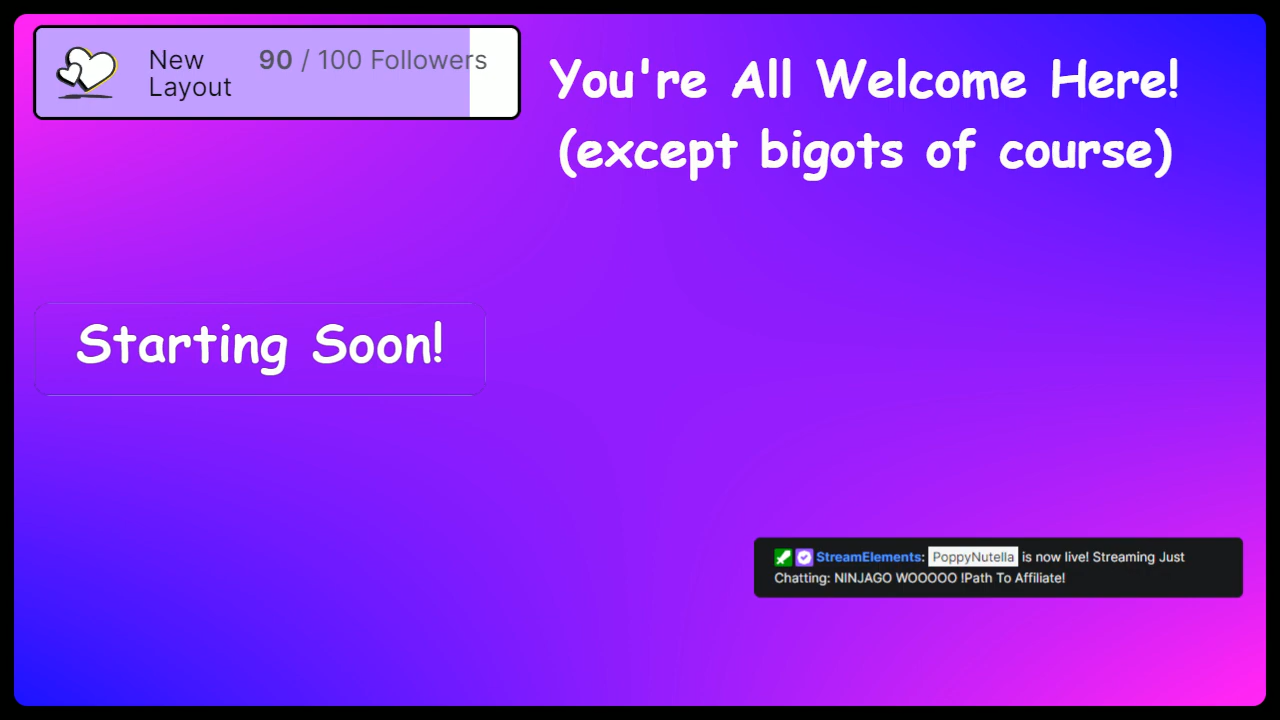 New
Layout
90 / 100 Followers
You're All Welcome Here!
(except bigots of course)
Starting Soon!
StreamElements: PoppyNutella is now live! Streaming Just
Chatting: NINJAGO WOOOOO !Path To Affiliate!